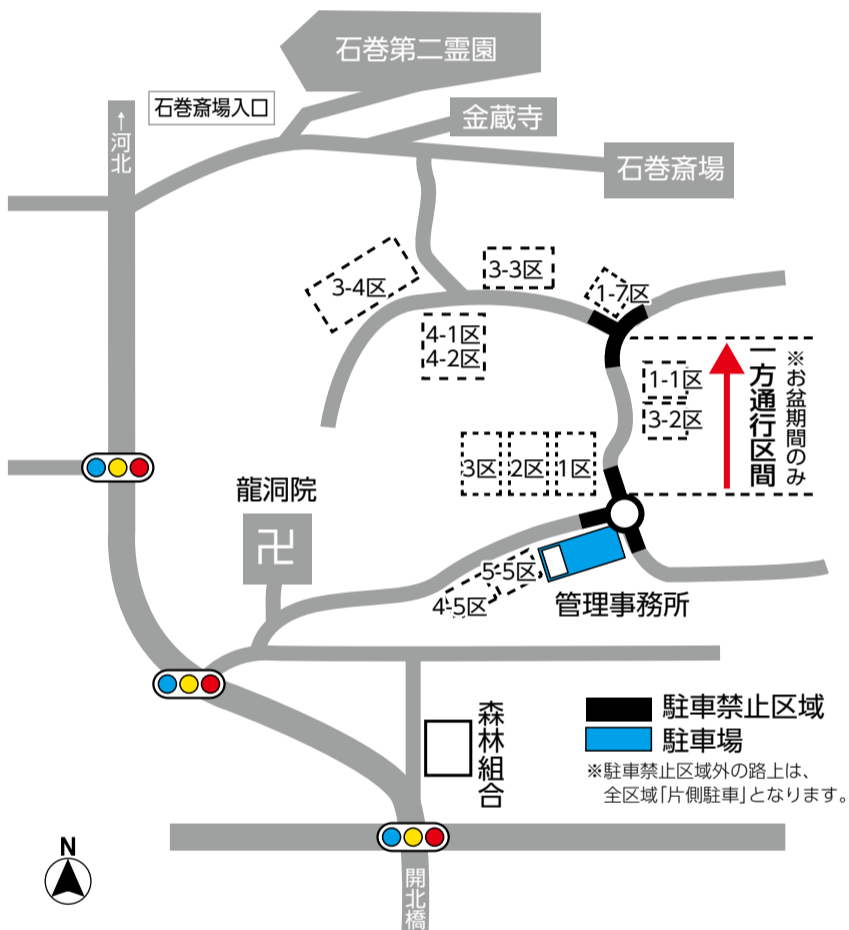 石巻第二霊園
石巻斎場入口
金蔵寺
↑河北
石巻斎場
3-3区
3-4区
1-7区
4-1区
4-2区
※お盆期間のみ
一方通行区間
1-1区
3-2区
3区
2区
1区
龍洞院
卍
5-5区
4-5区
管理事務所
森林組合
駐車禁止区域
駐車場
※駐車禁止区域外の路上は、
全区域「片側駐車」となります。
N
開北橋